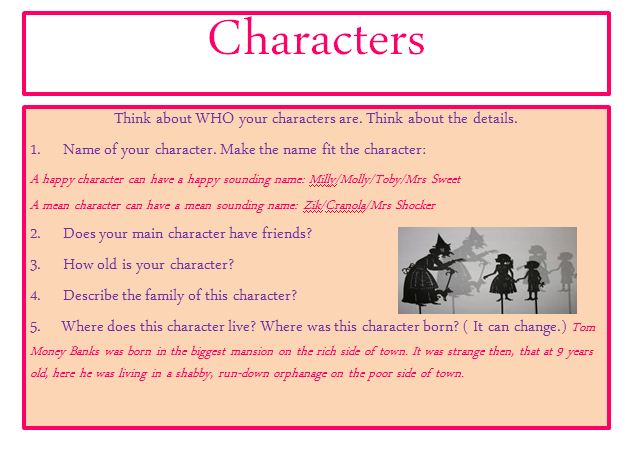 Characters
Think about WHO your characters are. Think about the details.
1. Name of your character. Make the name fit the character:
A happy character can have a happy sounding name: Milly/Molly/Toby/Mrs Sweet
A mean character can have a mean sounding name: Zik/Cranola/Mrs Shocker
2. Does your main character have friends?
3. How old is your character?
4. Describe the family of this character?
5. Where does this character live? Where was this character born? ( It can change.) Tom
Money Banks was born in the biggest mansion on the rich side of town. It was strange then, that at 9 years
old, here he was living in a shabby, run-down orphanage on the poor side of town.